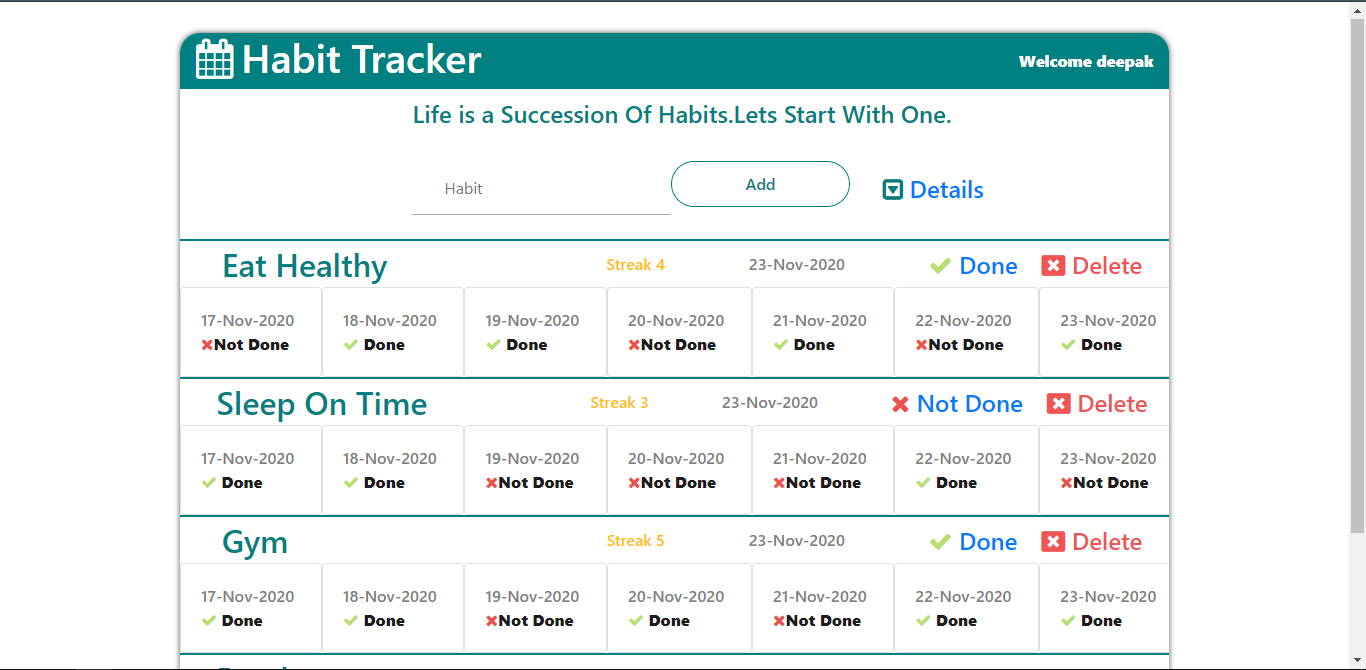 Habit Tracker Welcome deepak
Life is a Succession Of Habits.Lets Start With One.
Habit Add Details
Eat Healthy Streak 4 23-Nov-2020 Done Delete
17-Nov-2020 18-Nov-2020 19-Nov-2020 20-Nov-2020 21-Nov-2020 22-Nov-2020 23-Nov-2020
Not Done Done Done Not Done Done Not Done Done
Sleep On Time Streak 3 23-Nov-2020 Not Done Delete
17-Nov-2020 18-Nov-2020 19-Nov-2020 20-Nov-2020 21-Nov-2020 22-Nov-2020 23-Nov-2020
Done Done Not Done Not Done Not Done Done Not Done
Gym Streak 5 23-Nov-2020 Done Delete
17-Nov-2020 18-Nov-2020 19-Nov-2020 20-Nov-2020 21-Nov-2020 22-Nov-2020 23-Nov-2020
Done Done Not Done Done Not Done Done Done